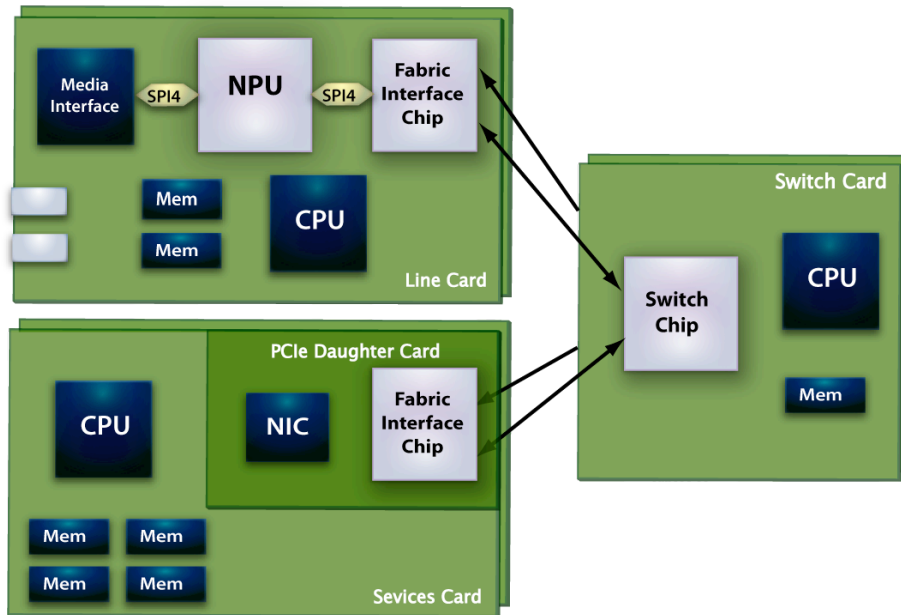 Media
Interface
SPI4
NPU
SPI4
Fabric
Interface
Chip
Mem
Mem
CPU
Line Card
Switch Card
CPU
Switch
Chip
Mem
PCIe Daughter Card
CPU
NIC
Fabric
Interface
Chip
Mem
Mem
Mem
Mem
Sevices Card